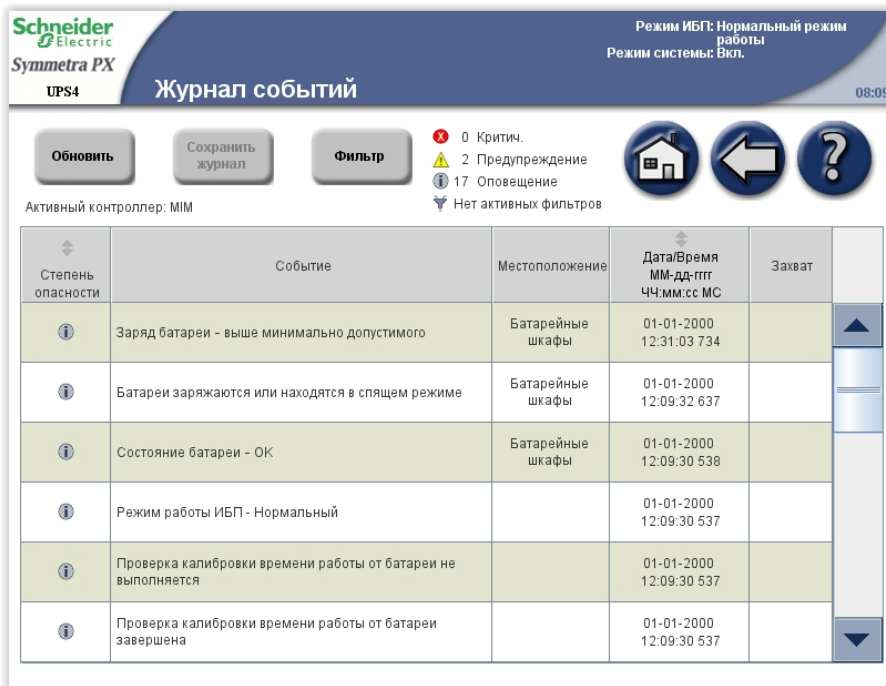 Schneider
Electric
Symmetra PX
UPS4
Журнал событий
Режим ИБП: Нормальный режим
работы
Режим системы: Вкл.
08:09
Обновить
Сохранить
журнал
Фильтр
0 Критич.
2 Предупреждение
17 Оповещение
Нет активных фильтров
Активный контроллер: MIM
Степень
опасности
Событие
Местоположение
Дата/Время
ММ-дд-гггг
ЧЧ:мм:сс МС
Захват
Заряд батареи - выше минимально допустимого
Батарейные
шкафы
01-01-2000
12:31:03 734
Батареи заряжаются или находятся в спящем режиме
Батарейные
шкафы
01-01-2000
12:09:32 637
Состояние батареи - ОК
Батарейные
шкафы
01-01-2000
12:09:30 538
Режим работы ИБП - Нормальный
01-01-2000
12:09:30 537
Проверка калибровки времени работы от батареи не
выполняется
01-01-2000
12:09:30 537
Проверка калибровки времени работы от батареи
завершена
01-01-2000
12:09:30 537